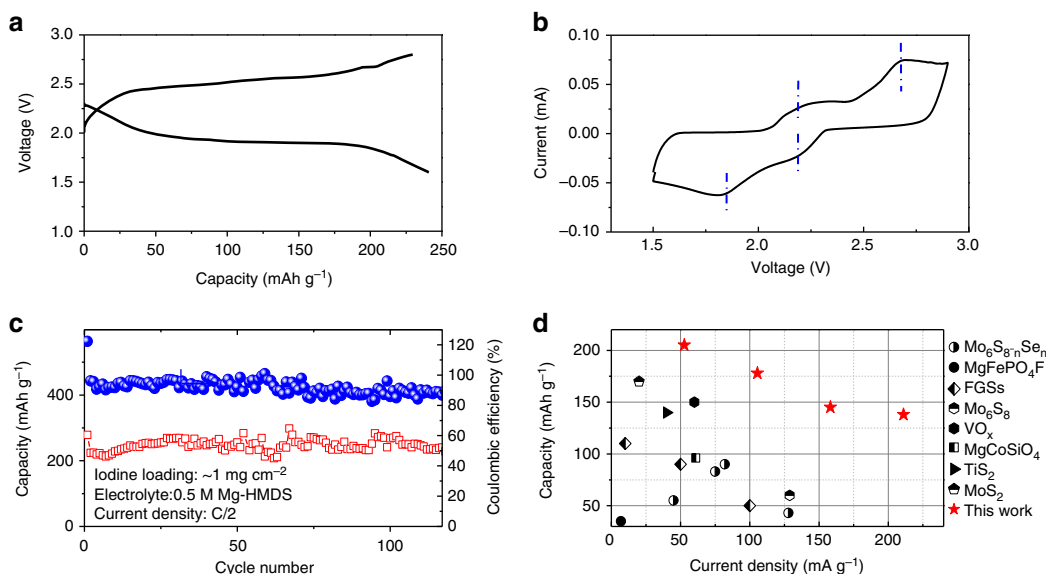 a
3.0
2.5
2.0
1.5
1.0
Voltage (V)
0 50 100 150 200 250
Capacity (mAh g⁻¹)
b
0.10
0.05
0.00
−0.05
−0.10
Current (mA)
1.5 2.0 2.5 3.0
Voltage (V)
c
600
400
200
0
Capacity (mAh g⁻¹)
120
100
80
60
40
20
0
Coulombic efficiency (%)
Iodine loading: ~1 mg cm⁻²
Electrolyte:0.5 M Mg-HMDS
Current density: C/2
0 50 100
Cycle number
d
200
150
100
50
Capacity (mAh g⁻¹)
0 50 100 150 200
Current density (mA g⁻¹)
Mo₆S₈₋ₙSeₙ
MgFePO₄F
FGSs
Mo₆S₈
VOₓ
MgCoSiO₄
TiS₂
MoS₂
This work